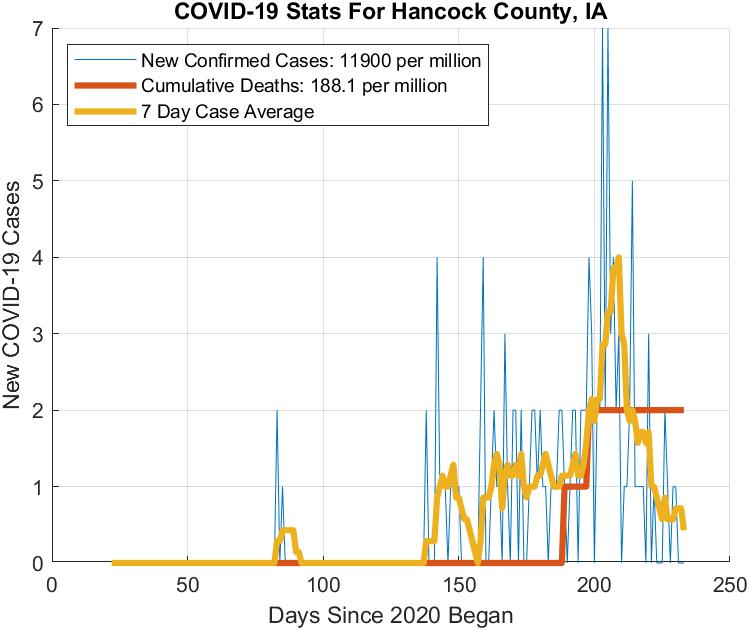 COVID-19 Stats For Hancock County, IA
New Confirmed Cases: 11900 per million
Cumulative Deaths: 188.1 per million
7 Day Case Average
New COVID-19 Cases
7
6
5
4
3
2
1
0
0 50 100 150 200 250
Days Since 2020 Began